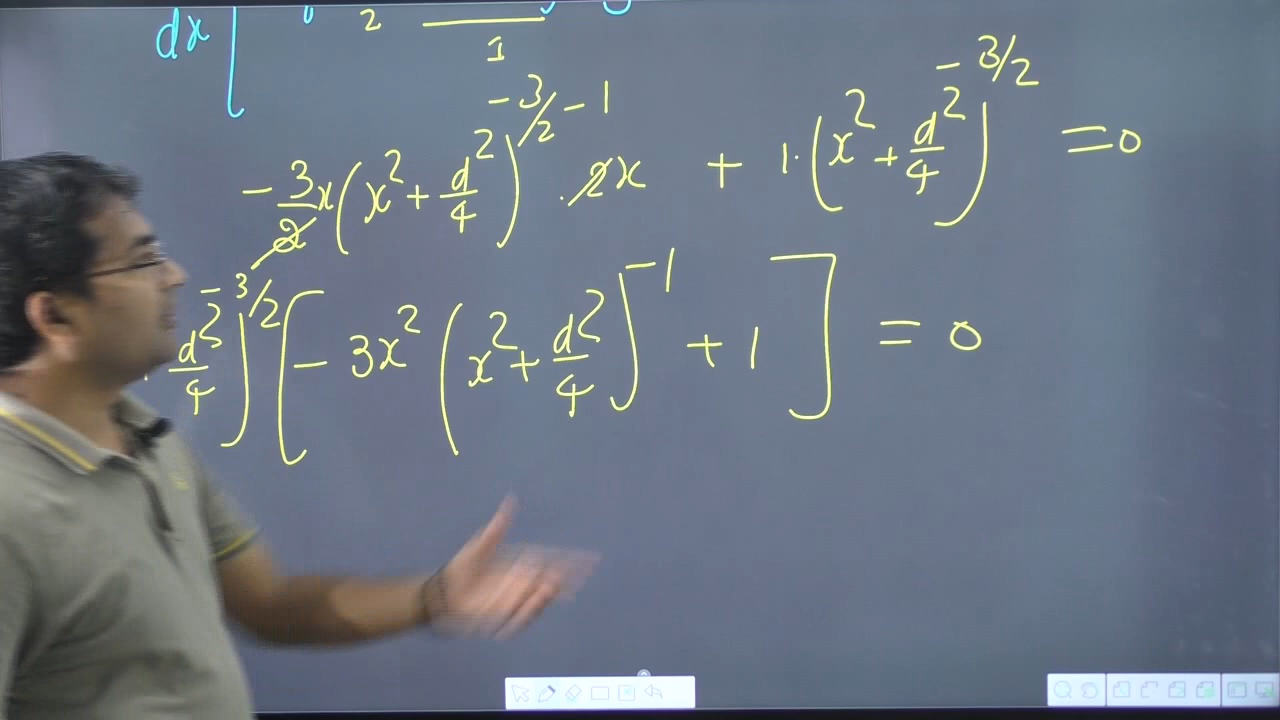 dx
2
1
- 3/2 x (x² + d²/4)^(-3/2 - 1) . 2x + 1. (x² + d²/4)^(- 3/2) = 0
d²/4)^(-3/2) [- 3x² (x² + d²/4)^(-1) + 1] = 0